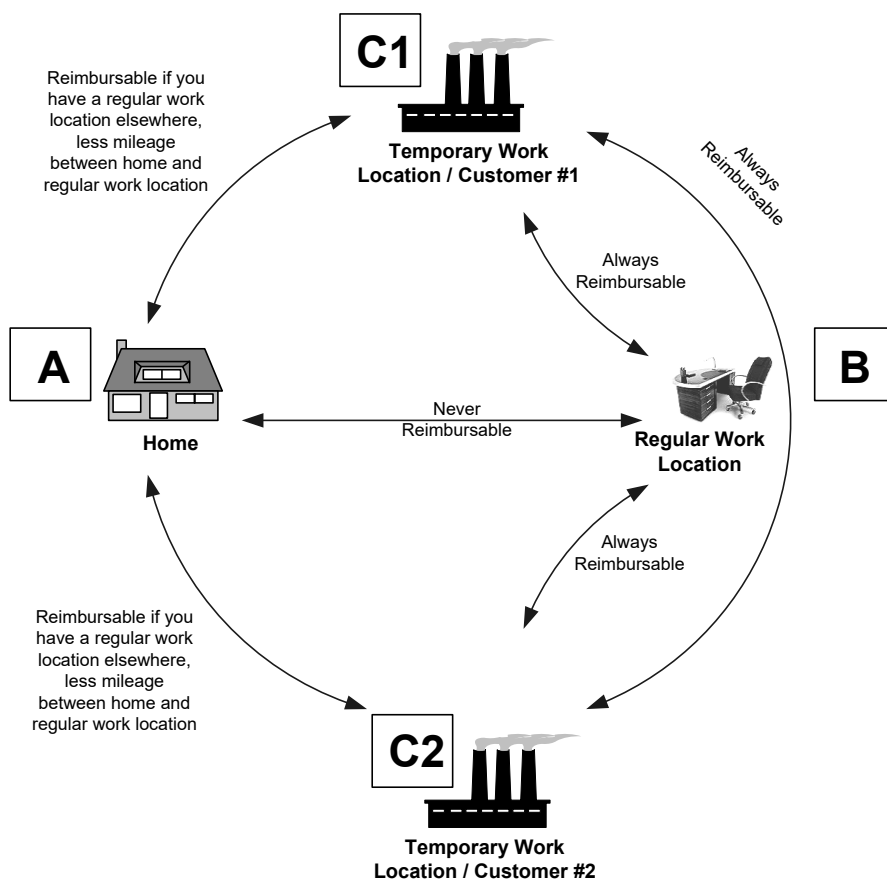 C1
Reimbursable if you
have a regular work
location elsewhere,
less mileage
between home and
regular work location
Temporary Work
Location / Customer #1
Always
Reimbursable
Always
Reimbursable
A
B
Home
Never
Reimbursable
Regular Work
Location
Always
Reimbursable
Reimbursable if you
have a regular work
location elsewhere,
less mileage
between home and
regular work location
C2
Temporary Work
Location / Customer #2